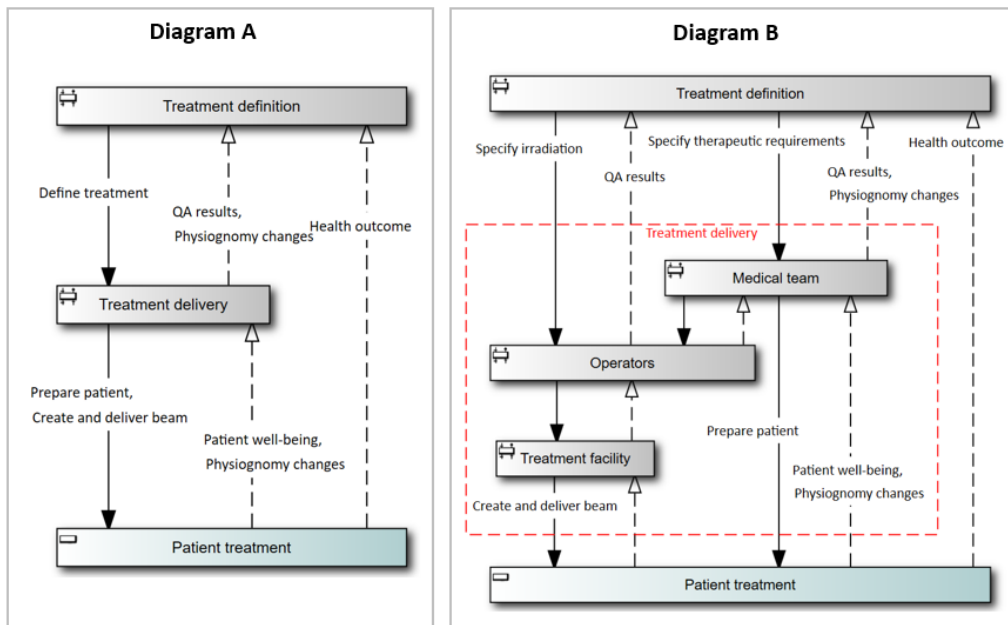 Diagram A
Treatment definition
Define treatment
QA results,
Physiognomy changes
Health outcome
Treatment delivery
Prepare patient,
Create and deliver beam
Patient well-being,
Physiognomy changes
Patient treatment
Diagram B
Treatment definition
Specify irradiation
Specify therapeutic requirements
Health outcome
QA results
QA results,
Physiognomy changes
Treatment delivery
Medical team
Operators
Prepare patient
Treatment facility
Patient well-being,
Physiognomy changes
Create and deliver beam
Patient treatment